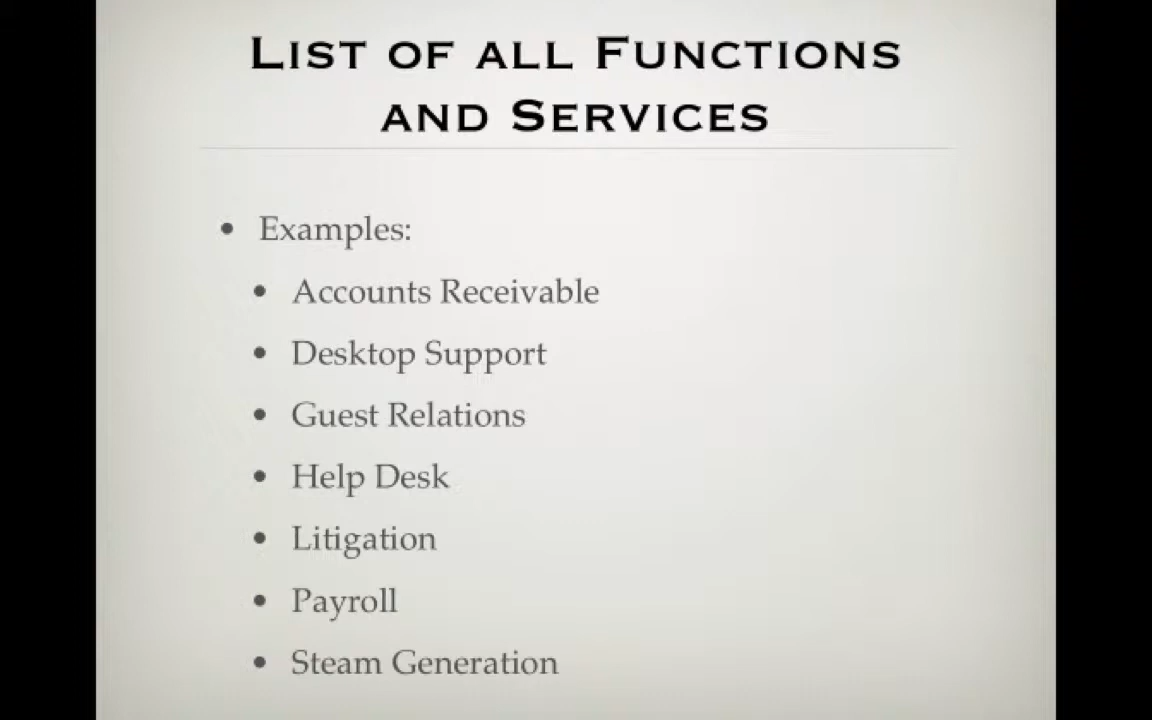 List of all Functions
and Services
• Examples:
• Accounts Receivable
• Desktop Support
• Guest Relations
• Help Desk
• Litigation
• Payroll
• Steam Generation